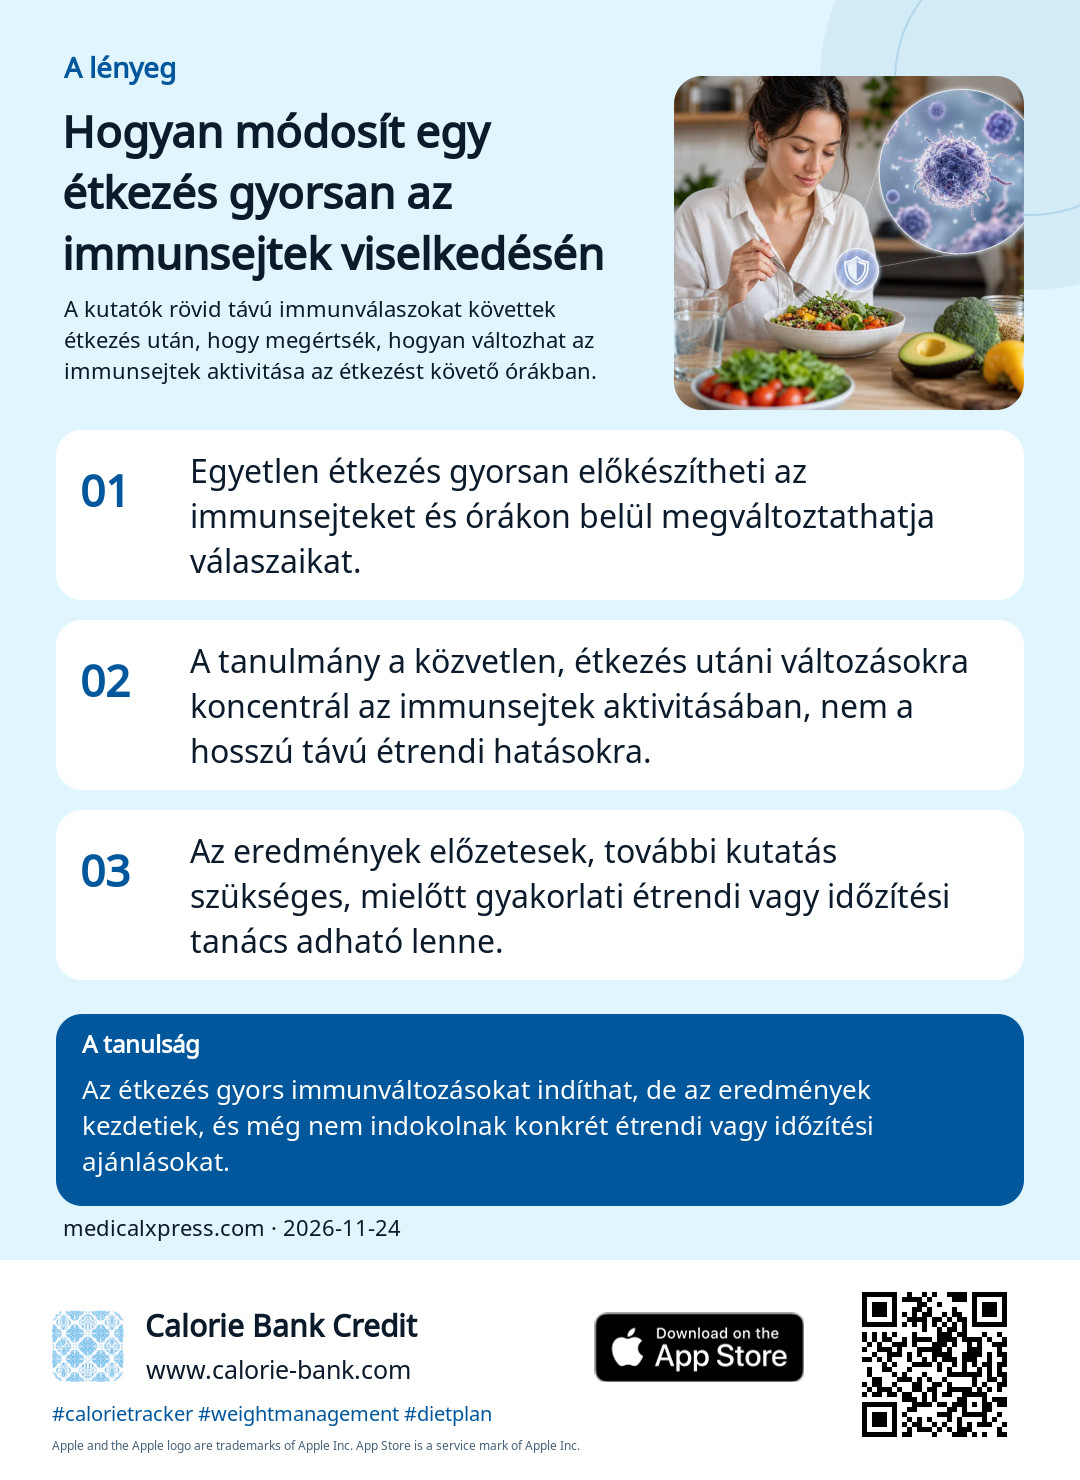 A lényeg
Hogyan módosít egy
étkezés gyorsan az
immunsejtek viselkedésén
A kutatók rövid távú immunválaszokat követtek
étkezés után, hogy megértsék, hogyan változhat az
immunsejtek aktivitása az étkezést követő órákban.
01
Egyetlen étkezés gyorsan előkészítheti az
immunsejteket és órákon belül megváltoztathatja
válaszaikat.
02
A tanulmány a közvetlen, étkezés utáni változásokra
koncentrál az immunsejtek aktivitásában, nem a
hosszú távú étrendi hatásokra.
03
Az eredmények előzetesek, további kutatás
szükséges, mielőtt gyakorlati étrendi vagy időzítési
tanács adható lenne.
A tanulság
Az étkezés gyors immunváltozásokat indíthat, de az eredmények
kezdetiek, és még nem indokolnak konkrét étrendi vagy időzítési
ajánlásokat.
medicalxpress.com · 2026-11-24
Calorie Bank Credit
www.calorie-bank.com
Download on the
App Store
#calorietracker #weightmanagement #dietplan
Apple and the Apple logo are trademarks of Apple Inc. App Store is a service mark of Apple Inc.